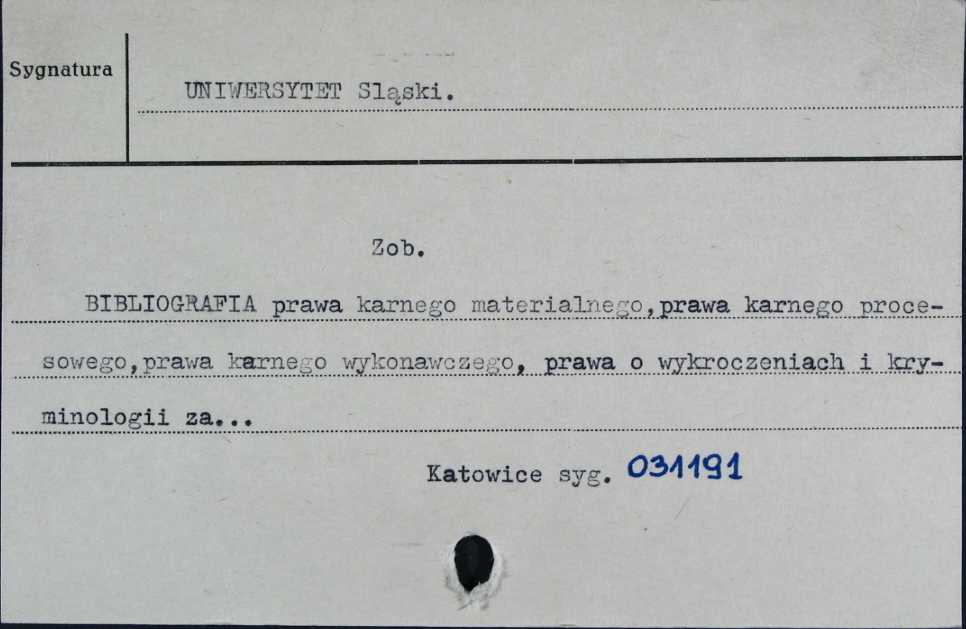 Sygnatura
UNIWERSYTET Sląski.
Zob.
BIBLIOGRAFIA prawa karnego materialnego,prawa karnego proce-
sowego,prawa karnego wykonawczego, prawa o wykroczeniach i kry-
minologii za...
Katowice syg. 031191